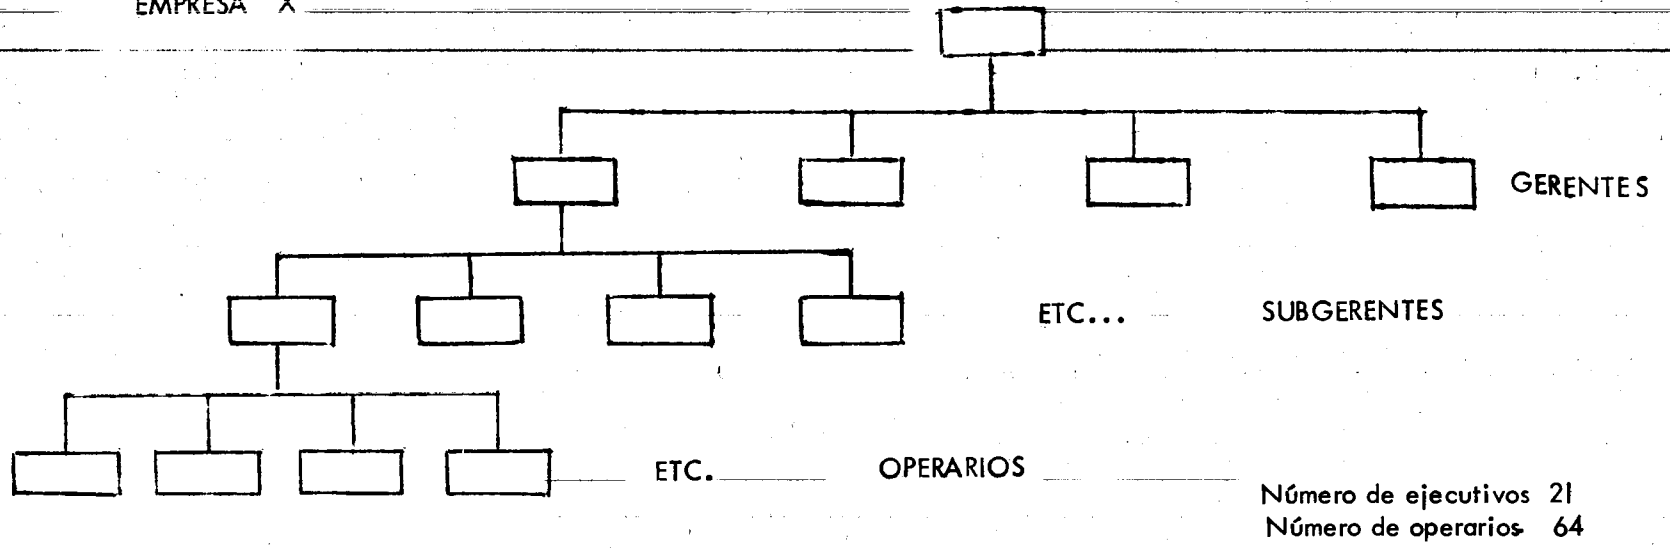 EMPRESA X
GERENTES
ETC... SUBGERENTES
ETC. OPERARIOS
Número de ejecutivos 21
Número de operarios 64